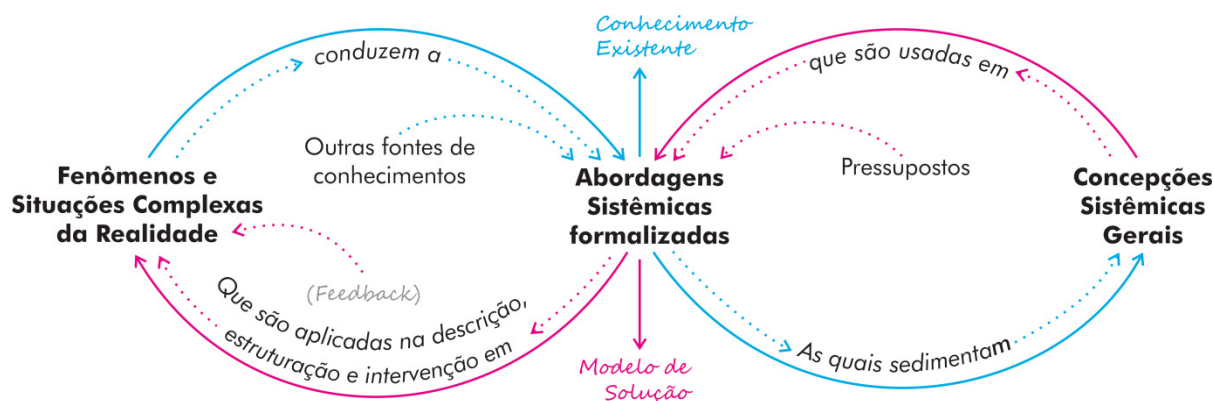 Conhecimento
Existente
conduzem a
que são usadas em
Outras fontes de
conhecimentos
Pressupostos
Fenômenos e
Situações Complexas
da Realidade
Abordagens
Sistêmicas
formalizadas
Concepções
Sistêmicas
Gerais
(Feedback)
Que são aplicadas na descrição,
estruturação e intervenção em
As quais sedimentam
Modelo de
Solução